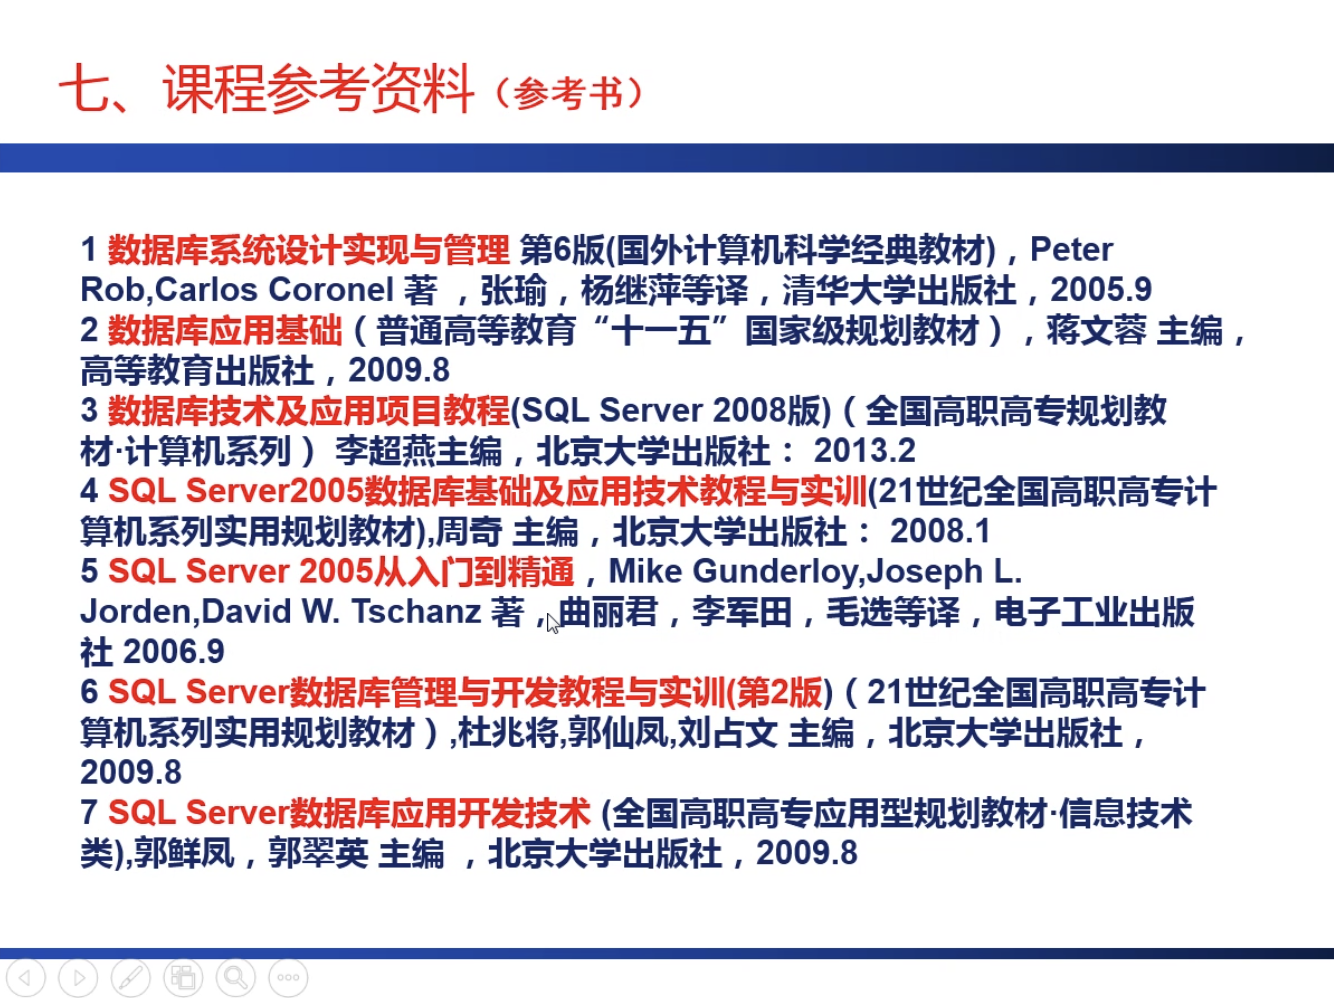 七、课程参考资料（参考书）
1 数据库系统设计实现与管理 第6版(国外计算机科学经典教材)，Peter
Rob,Carlos Coronel 著 ，张瑜，杨继萍等译，清华大学出版社，2005.9
2 数据库应用基础（普通高等教育“十一五”国家级规划教材），蒋文蓉 主编，
高等教育出版社，2009.8
3 数据库技术及应用项目教程(SQL Server 2008版)（全国高职高专规划教
材·计算机系列） 李超燕主编，北京大学出版社： 2013.2
4 SQL Server2005数据库基础及应用技术教程与实训(21世纪全国高职高专计
算机系列实用规划教材),周奇 主编，北京大学出版社： 2008.1
5 SQL Server 2005从入门到精通，Mike Gunderloy,Joseph L.
Jorden,David W. Tschanz 著，曲丽君，李军田，毛选等译，电子工业出版
社 2006.9
6 SQL Server数据库管理与开发教程与实训(第2版)（21世纪全国高职高专计
算机系列实用规划教材）,杜兆将,郭仙凤,刘占文 主编，北京大学出版社，
2009.8
7 SQL Server数据库应用开发技术 (全国高职高专应用型规划教材·信息技术
类),郭鲜凤，郭翠英 主编 ，北京大学出版社，2009.8